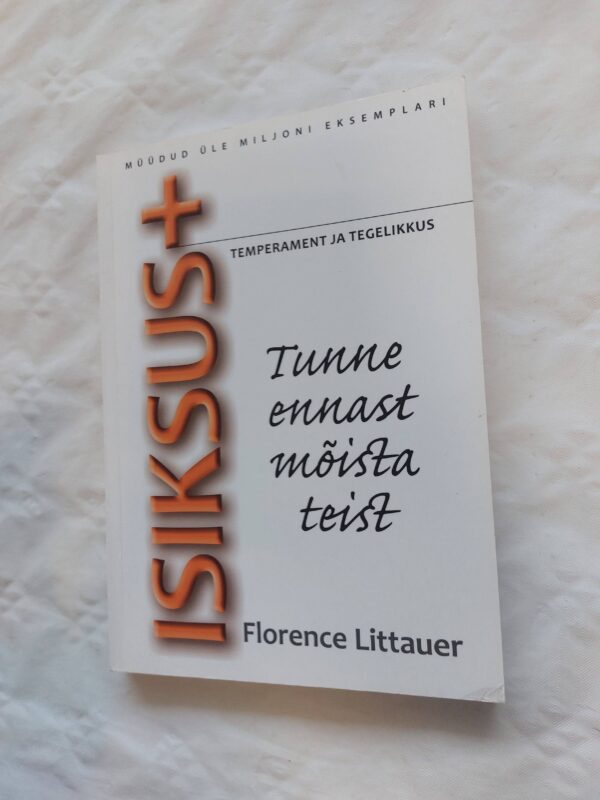 MÜÜDUD ÜLE MILJONI EKSEMPLARI
ISIKSUS+
TEMPERAMENT JA TEGELIKKUS
Tunne
ennast
mõista
teist
Florence Littauer